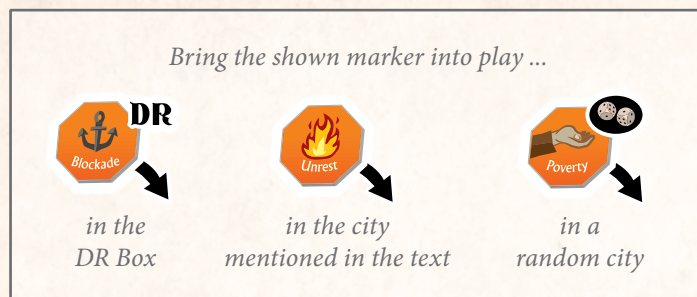 Bring the shown marker into play ...
DR
Blockade
Unrest
Poverty
in the
DR Box
in the city
mentioned in the text
in a
random city